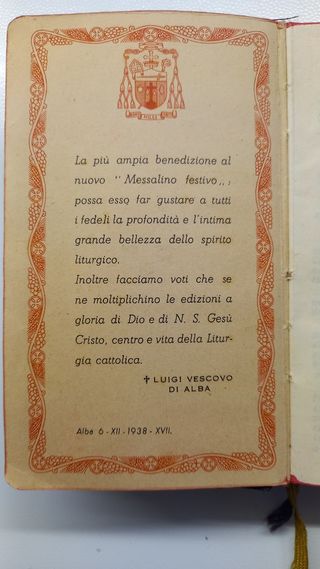 La più ampia benedizione al
nuovo “Messalino festivo„,
possa esso far gustare a tutti
i fedeli la profondità e l'intima
grande bellezza dello spirito
liturgico.
Inoltre facciamo voti che se
ne moltiplichino le edizioni a
gloria di Dio e di N. S. Gesù
Cristo, centro e vita della Litur-
gia cattolica.
✝ LUIGI VESCOVO
DI ALBA
Alba 6 - XII - 1938 - XVII.